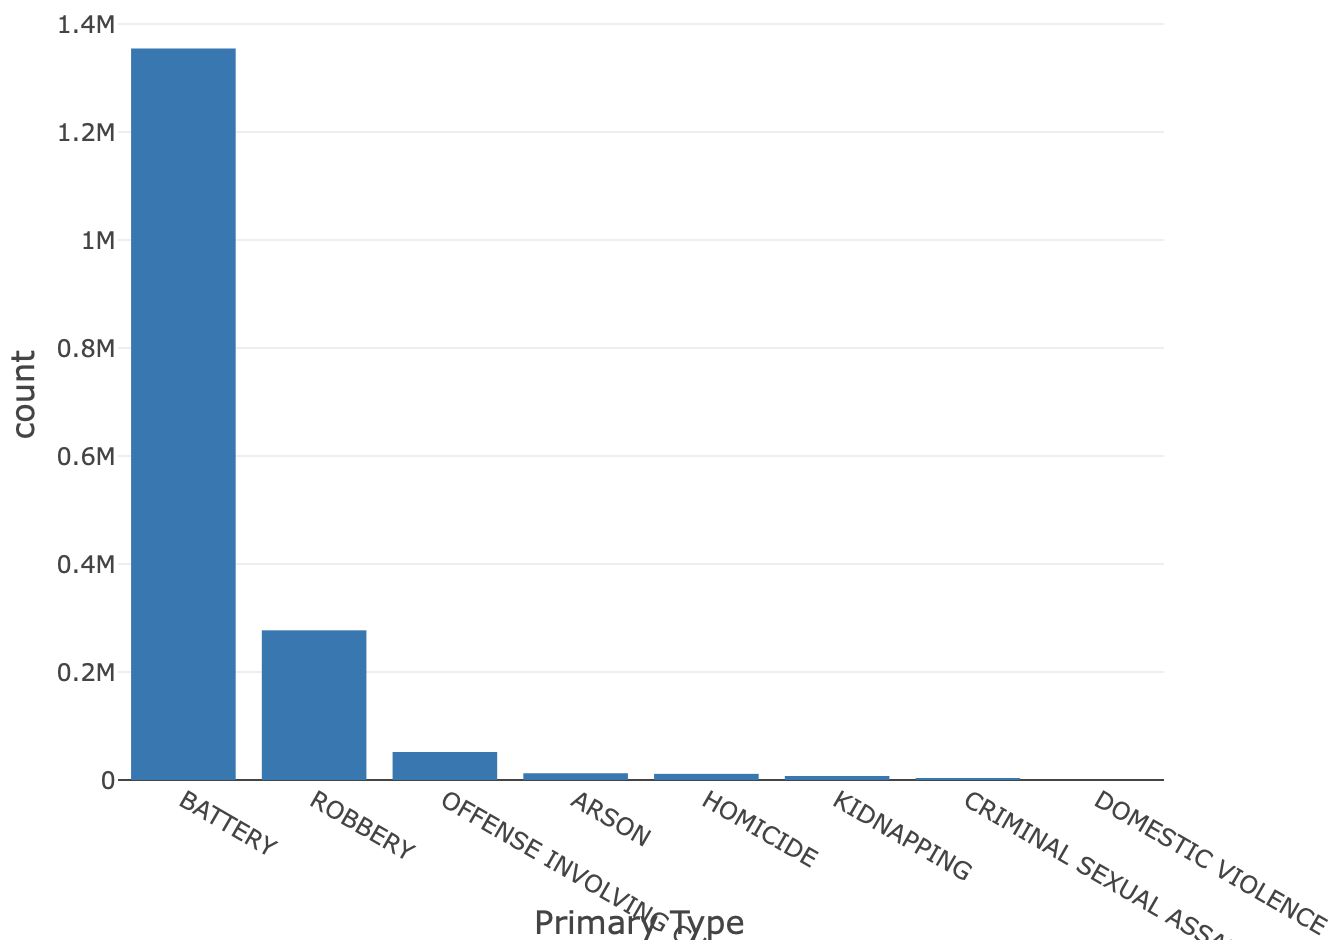 1.4M
1.2M
1M
0.8M
0.6M
0.4M
0.2M
0
count
BATTERY
ROBBERY
OFFENSE INVOLVING
ARSON
HOMICIDE
KIDNAPPING
CRIMINAL SEXUAL
DOMESTIC VIOLENCE
Primary Type